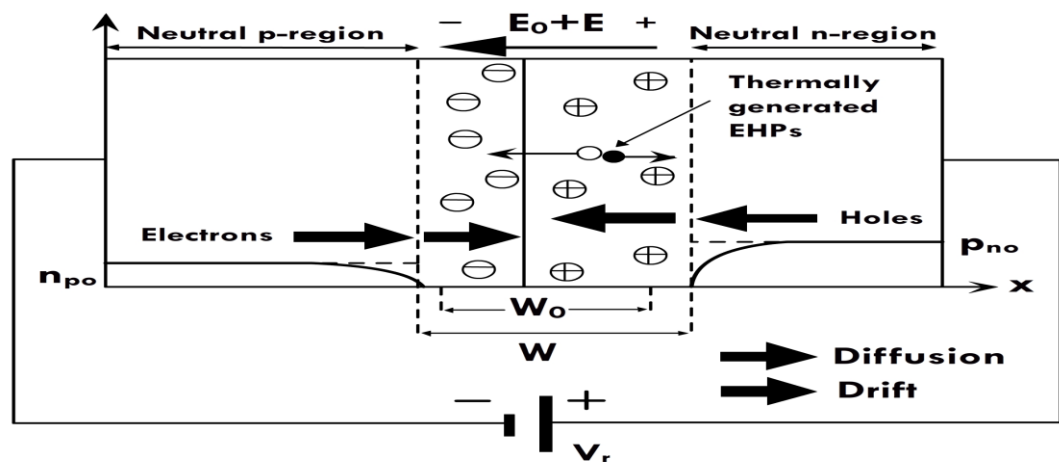 − E₀+E +
Neutral p-region
Neutral n-region
Thermally
generated
EHPs
Electrons
Holes
nₚₒ
pₙₒ
x
W₀
W
Diffusion
Drift
− +
Vᵣ